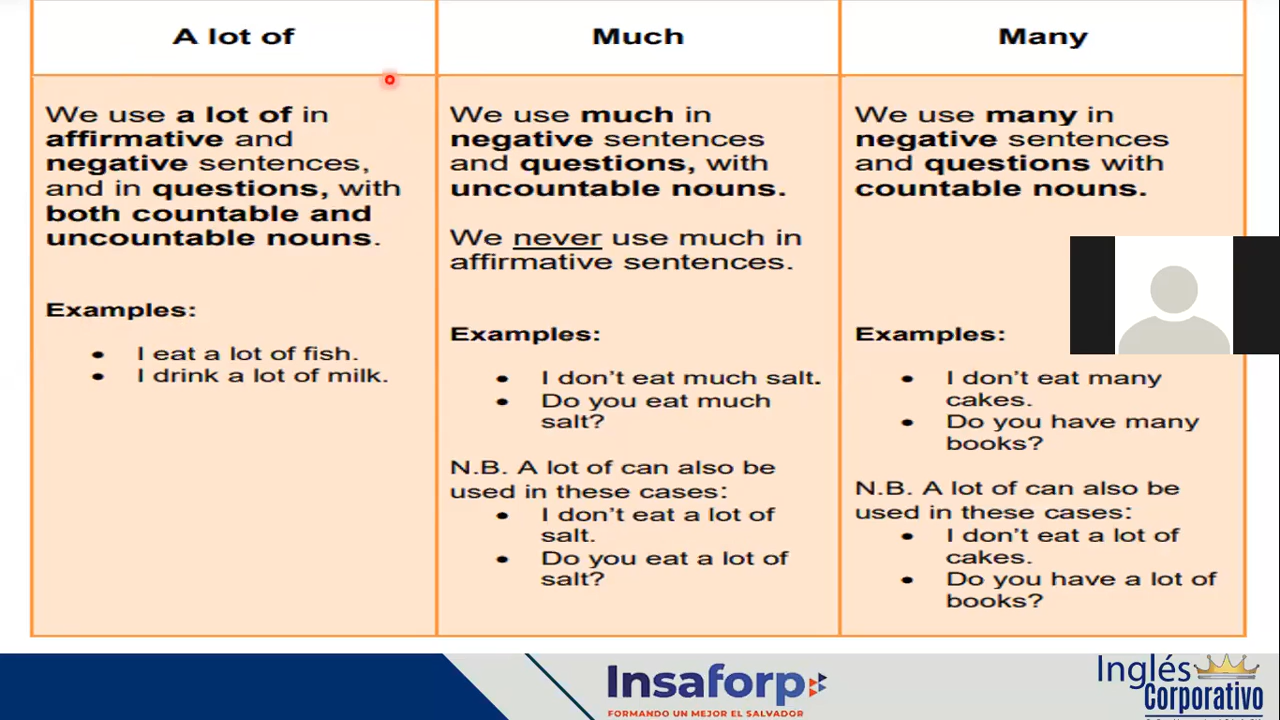 A lot of
We use a lot of in
affirmative and
negative sentences,
and in questions, with
both countable and
uncountable nouns.
Examples:
• I eat a lot of fish.
• I drink a lot of milk.
Much
We use much in
negative sentences
and questions, with
uncountable nouns.
We never use much in
affirmative sentences.
Examples:
• I don't eat much salt.
• Do you eat much
salt?
N.B. A lot of can also be
used in these cases:
• I don't eat a lot of
salt.
• Do you eat a lot of
salt?
Many
We use many in
negative sentences
and questions with
countable nouns.
Examples:
• I don't eat many
cakes.
• Do you have many
books?
N.B. A lot of can also be
used in these cases:
• I don't eat a lot of
cakes.
• Do you have a lot of
books?
Insaforp
FORMANDO UN MEJOR EL SALVADOR
Inglés
Corporativo